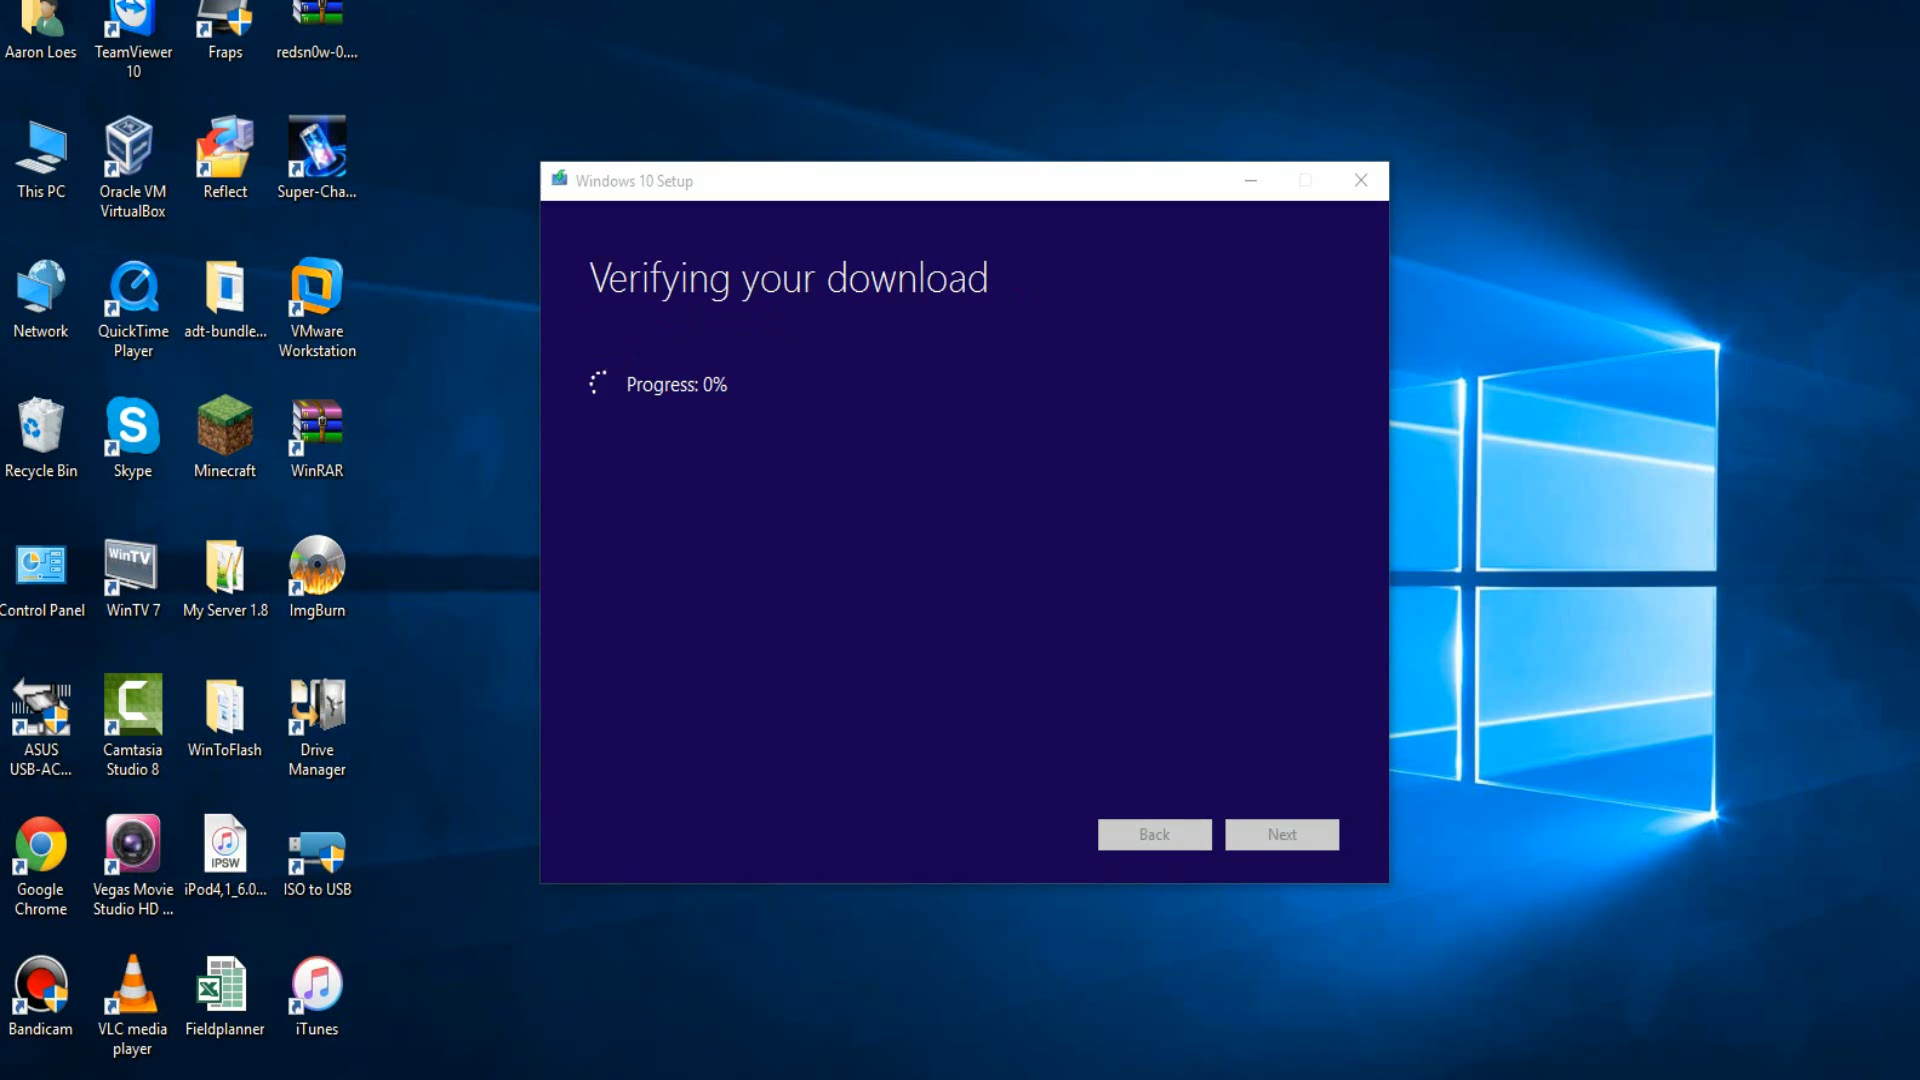 Aaron Loes
TeamViewer
10
Fraps
redsn0w-0....
This PC
Oracle VM
VirtualBox
Reflect
Super-Cha...
Network
QuickTime
Player
adt-bundle...
VMware
Workstation
Recycle Bin
Skype
Minecraft
WinRAR
Control Panel
WinTV
WinTV 7
My Server 1.8
ImgBurn
ASUS
USB-AC...
Camtasia
Studio 8
WinToFlash
Drive
Manager
Google
Chrome
Vegas Movie
Studio HD ...
IPSW
iPod4,1_6.0...
ISO to USB
Bandicam
VLC media
player
Fieldplanner
iTunes
Windows 10 Setup
Verifying your download
Progress: 0%
Back
Next